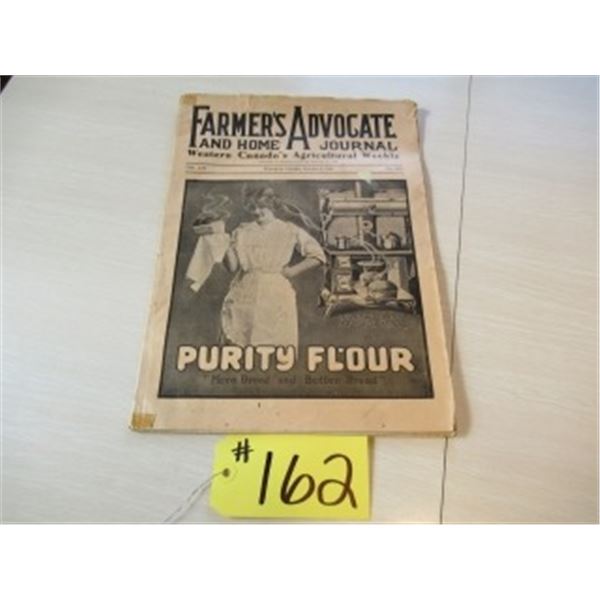 FARMER'S ADVOCATE
AND HOME JOURNAL
Western Canada's Agricultural Weekly
PURITY FLOUR
"More Bread and Better Bread"
# 162